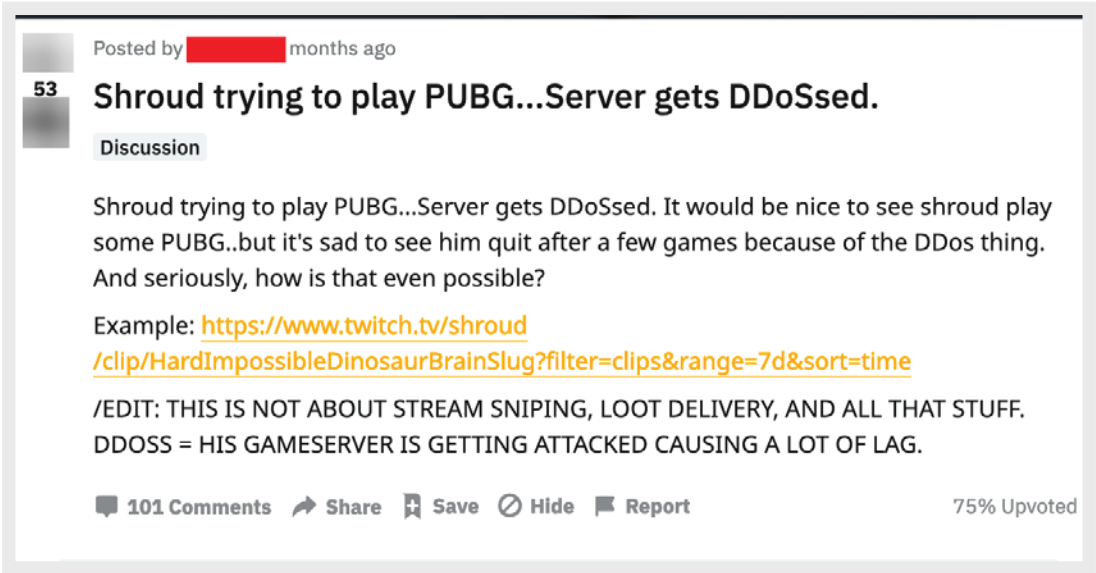 Posted by months ago
53
Shroud trying to play PUBG...Server gets DDoSsed.
Discussion
Shroud trying to play PUBG...Server gets DDoSsed. It would be nice to see shroud play
some PUBG..but it's sad to see him quit after a few games because of the DDos thing.
And seriously, how is that even possible?
Example: https://www.twitch.tv/shroud
/clip/HardImpossibleDinosaurBrainSlug?filter=clips&range=7d&sort=time
/EDIT: THIS IS NOT ABOUT STREAM SNIPING, LOOT DELIVERY, AND ALL THAT STUFF.
DDOSS = HIS GAMESERVER IS GETTING ATTACKED CAUSING A LOT OF LAG.
101 Comments Share Save Hide Report 75% Upvoted